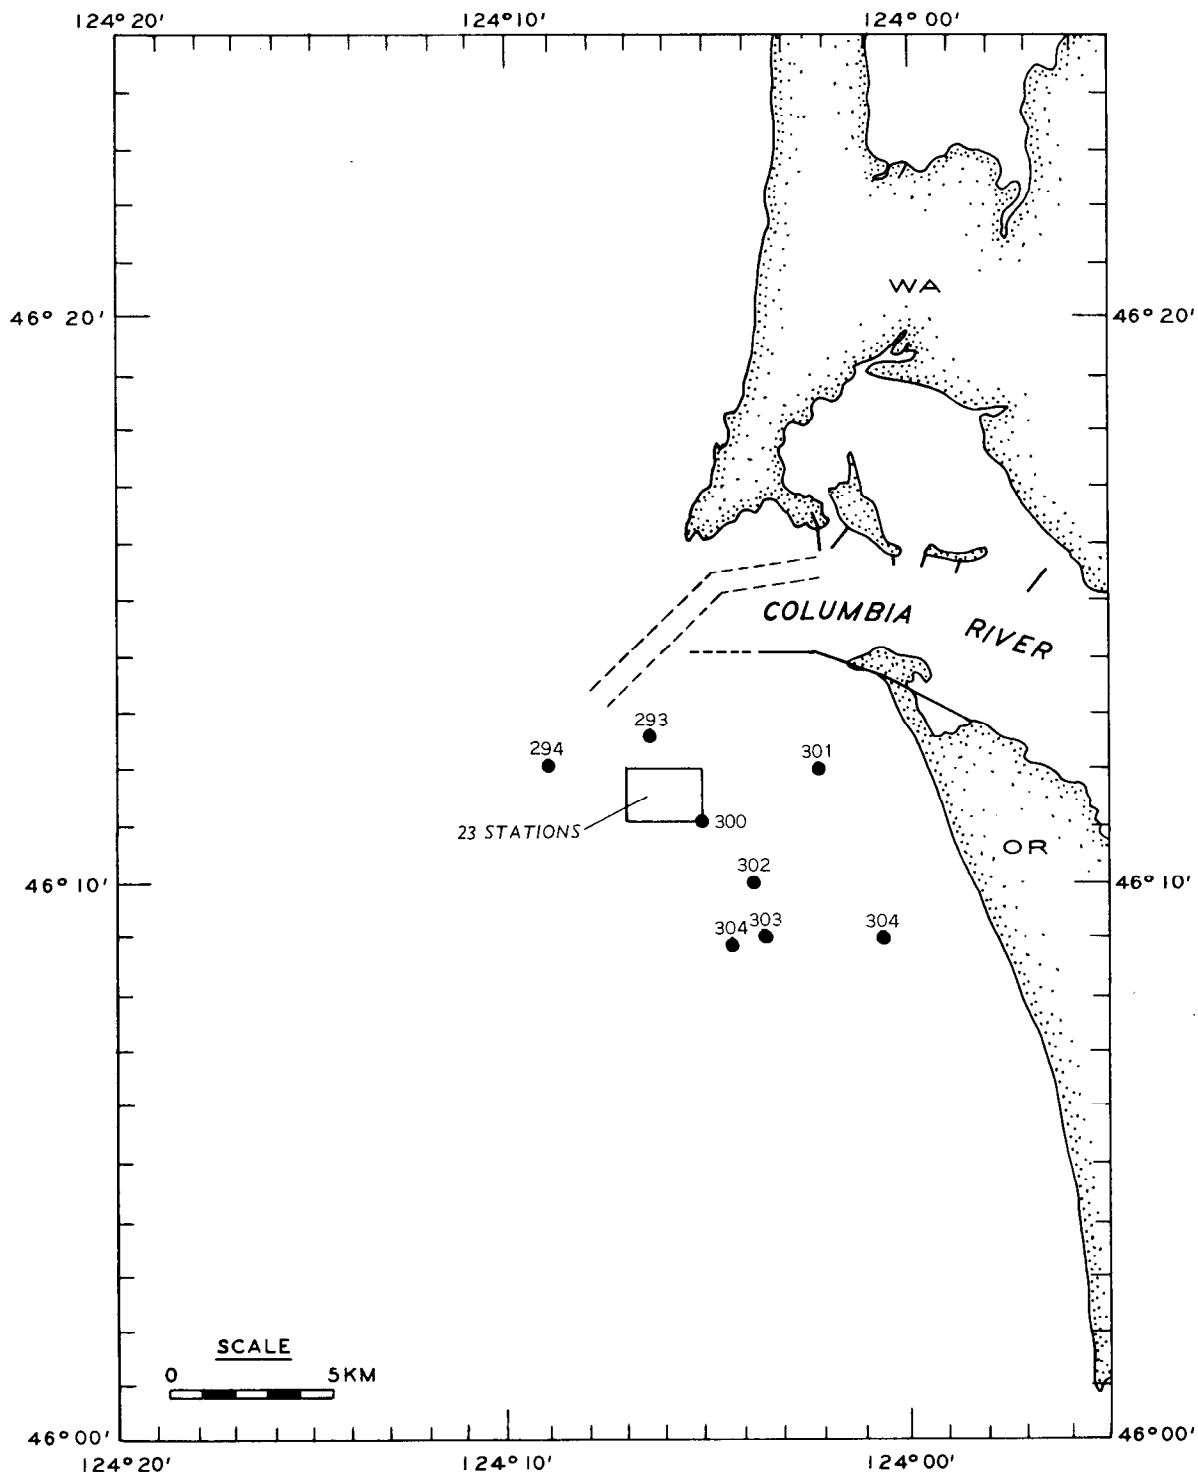 124° 20' 124° 10' 124° 00'
WA
46° 20' 46° 20'
COLUMBIA RIVER
293
294 301
23 STATIONS 300
OR
302
46° 10' 46° 10'
304 303 304
SCALE
0 5KM
46° 00' 46° 00'
124° 20' 124° 10' 124° 00'